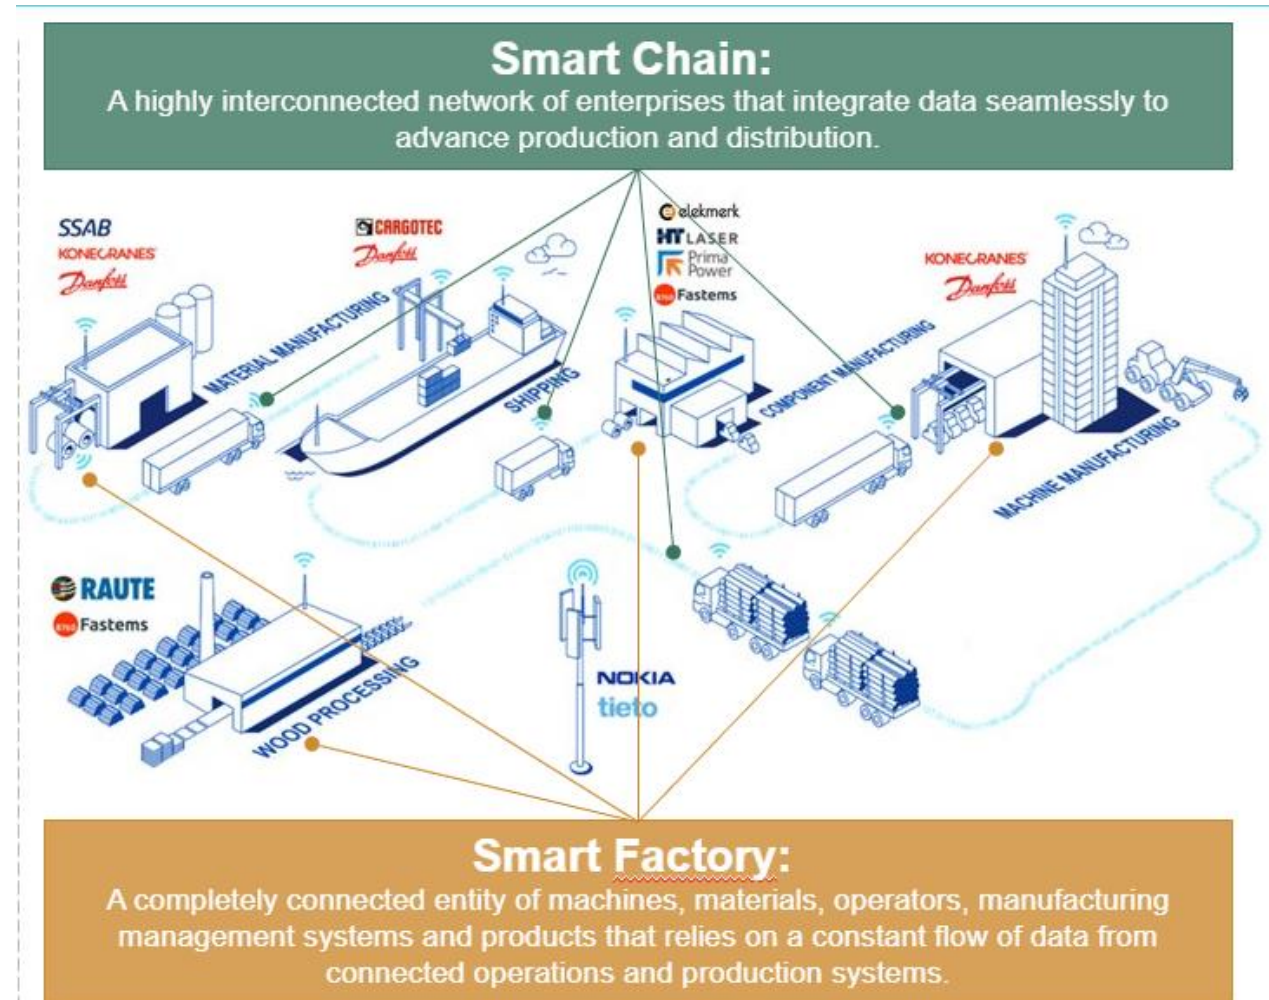 Smart Chain:
A highly interconnected network of enterprises that integrate data seamlessly to
advance production and distribution.
SSAB
KONECRANES
Danfoss
CARGOTEC
Danfoss
elekmerk
HT LASER
Prima
Power
Fastems
KONECRANES
Danfoss
MATERIAL MANUFACTURING
SHIPPING
COMPONENT MANUFACTURING
MACHINE MANUFACTURING
RAUTE
Fastems
WOOD PROCESSING
NOKIA
tieto
Smart Factory:
A completely connected entity of machines, materials, operators, manufacturing
management systems and products that relies on a constant flow of data from
connected operations and production systems.